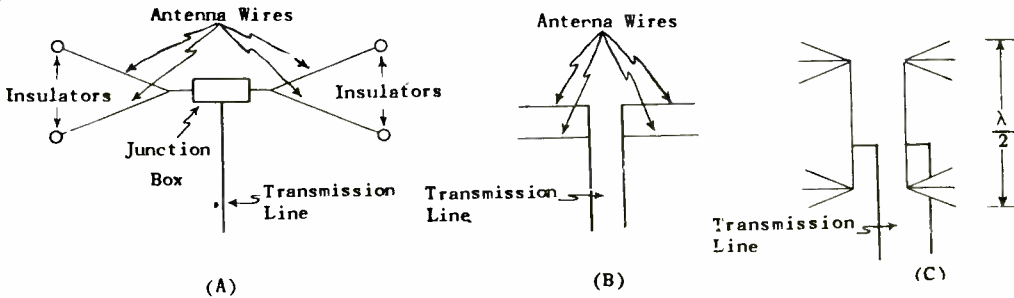 Antenna Wires
Insulators
Insulators
Junction
Box
Transmission
Line
(A)
Antenna Wires
Transmission
Line
(B)
λ
2
Transmission
Line
(C)